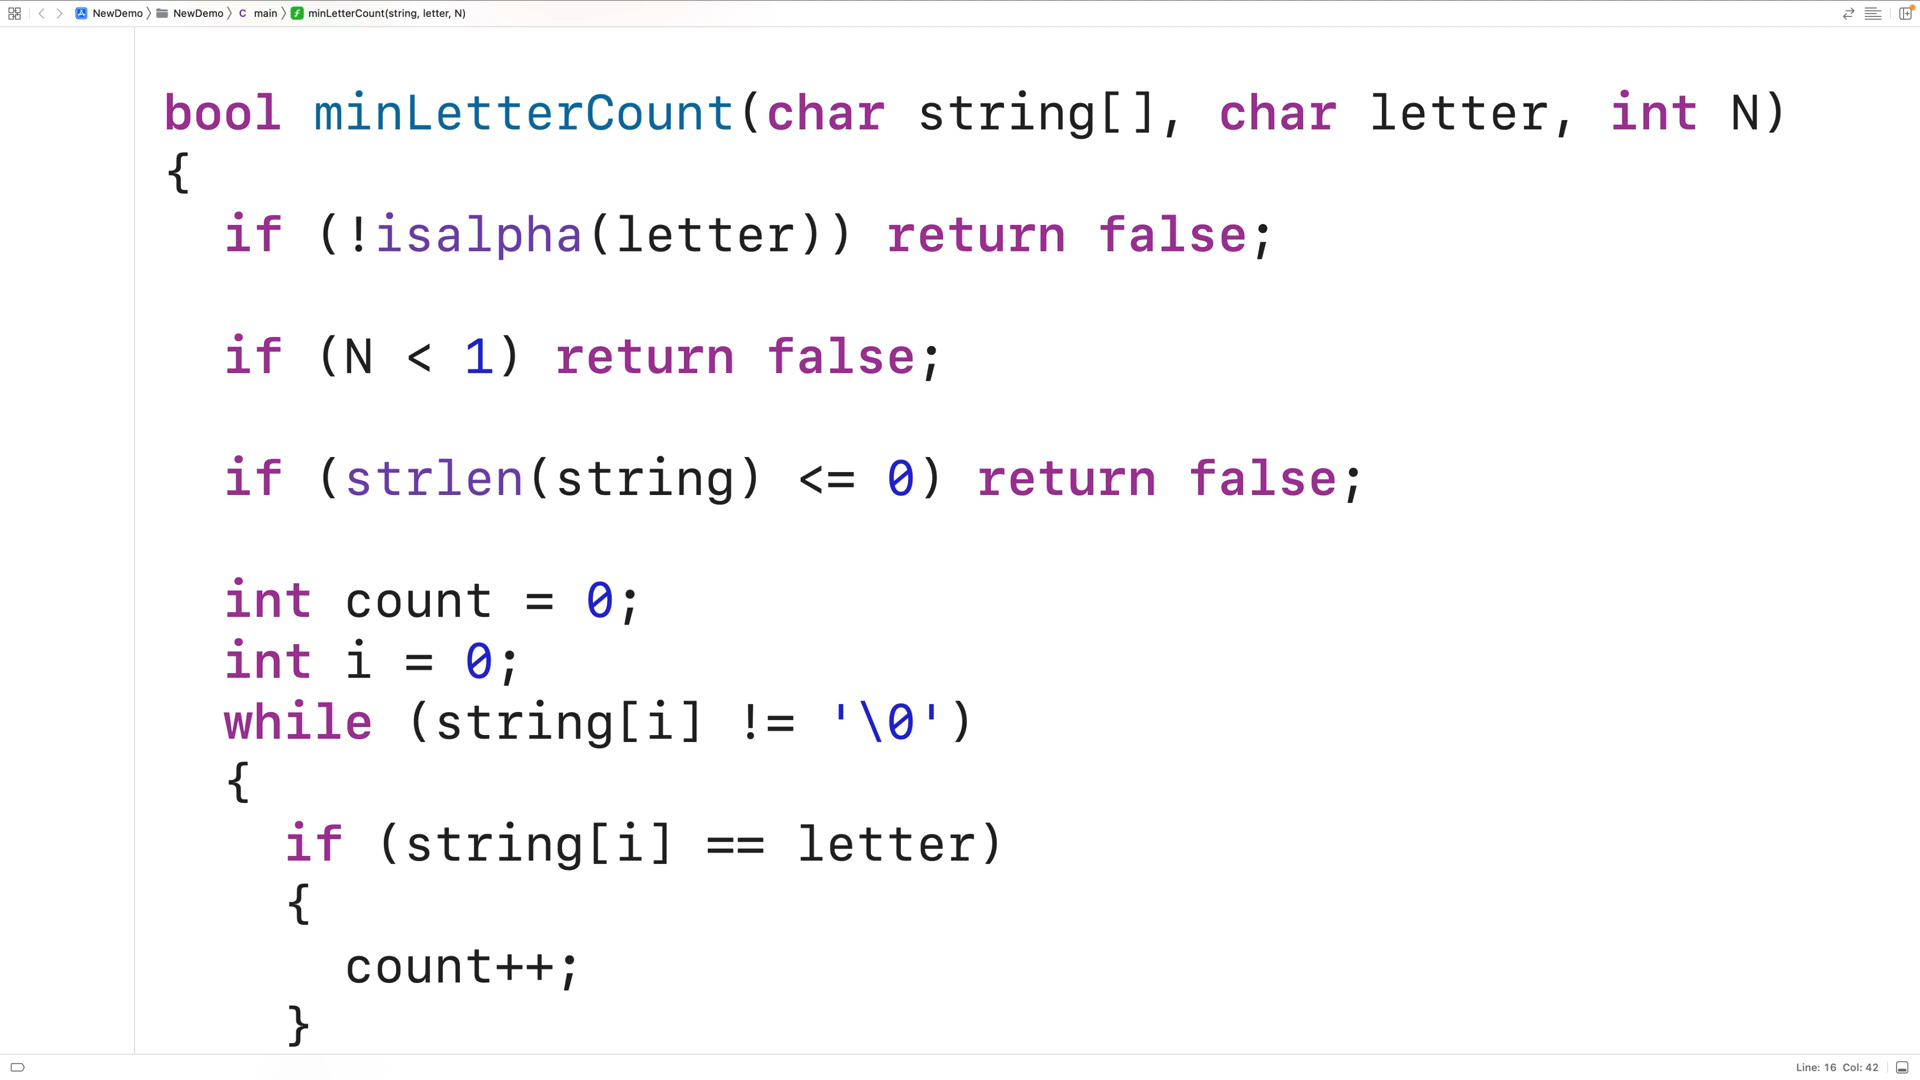 NewDemo 〉 NewDemo 〉 C main 〉 f minLetterCount(string, letter, N)
bool minLetterCount(char string[], char letter, int N)
{
if (!isalpha(letter)) return false;
if (N < 1) return false;
if (strlen(string) <= 0) return false;
int count = 0;
int i = 0;
while (string[i] != '\0')
{
if (string[i] == letter)
{
count++;
}
Line: 16 Col: 42